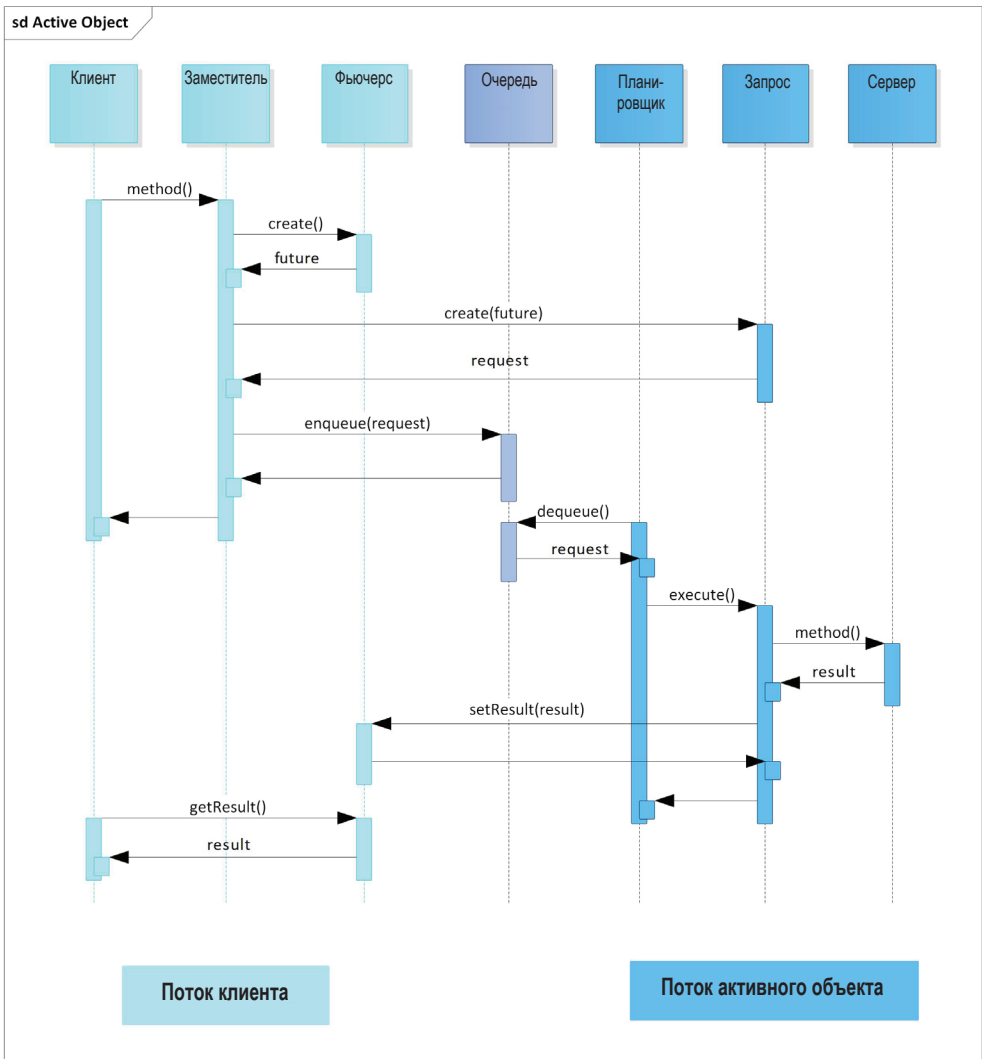 sd Active Object
Клиент
Заместитель
Фьючерс
Очередь
Плани-
ровщик
Запрос
Сервер
method()
create()
future
create(future)
request
enqueue(request)
dequeue()
request
execute()
method()
result
setResult(result)
getResult()
result
Поток клиента
Поток активного объекта